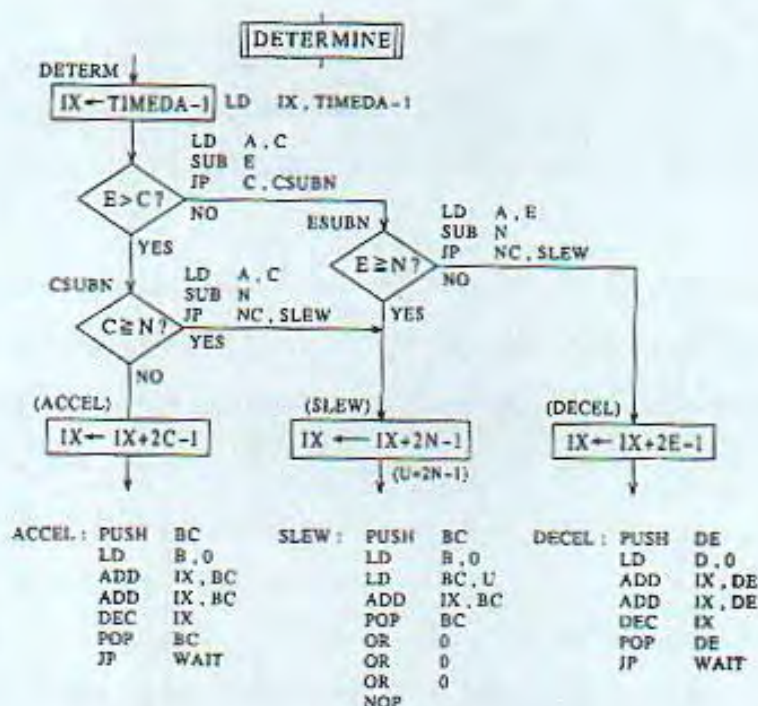 DETERMINE
DETERM
IX←TIMEDA-1 LD IX,TIMEDA-1
LD A,C
SUB E
JP C,CSUBN
E>C?
NO
YES
ESUBN
LD A,E
SUB N
JP NC,SLEW
E≧N?
NO
YES
CSUBN
LD A,C
SUB N
JP NC,SLEW
C≧N?
YES
NO
(ACCEL)
IX← IX+2C-1
(SLEW)
IX ← IX+2N-1
(U=2N-1)
(DECEL)
IX← IX+2E-1
ACCEL: PUSH BC
LD B,0
ADD IX,BC
ADD IX,BC
DEC IX
POP BC
JP WAIT
SLEW: PUSH BC
LD B,0
LD BC,U
ADD IX,BC
POP BC
OR 0
OR 0
OR 0
NOP
DECEL: PUSH DE
LD D,0
ADD IX,DE
ADD IX,DE
DEC IX
POP DE
JP WAIT